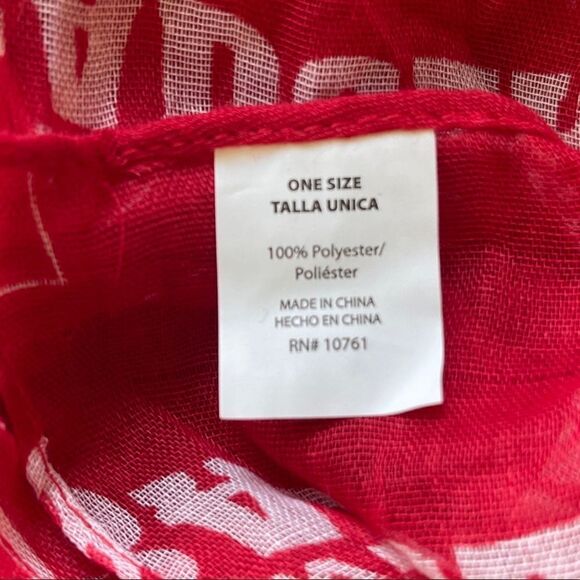 ONE SIZE
TALLA UNICA
100% Polyester/
Poliéster
MADE IN CHINA
HECHO EN CHINA
RN# 10761